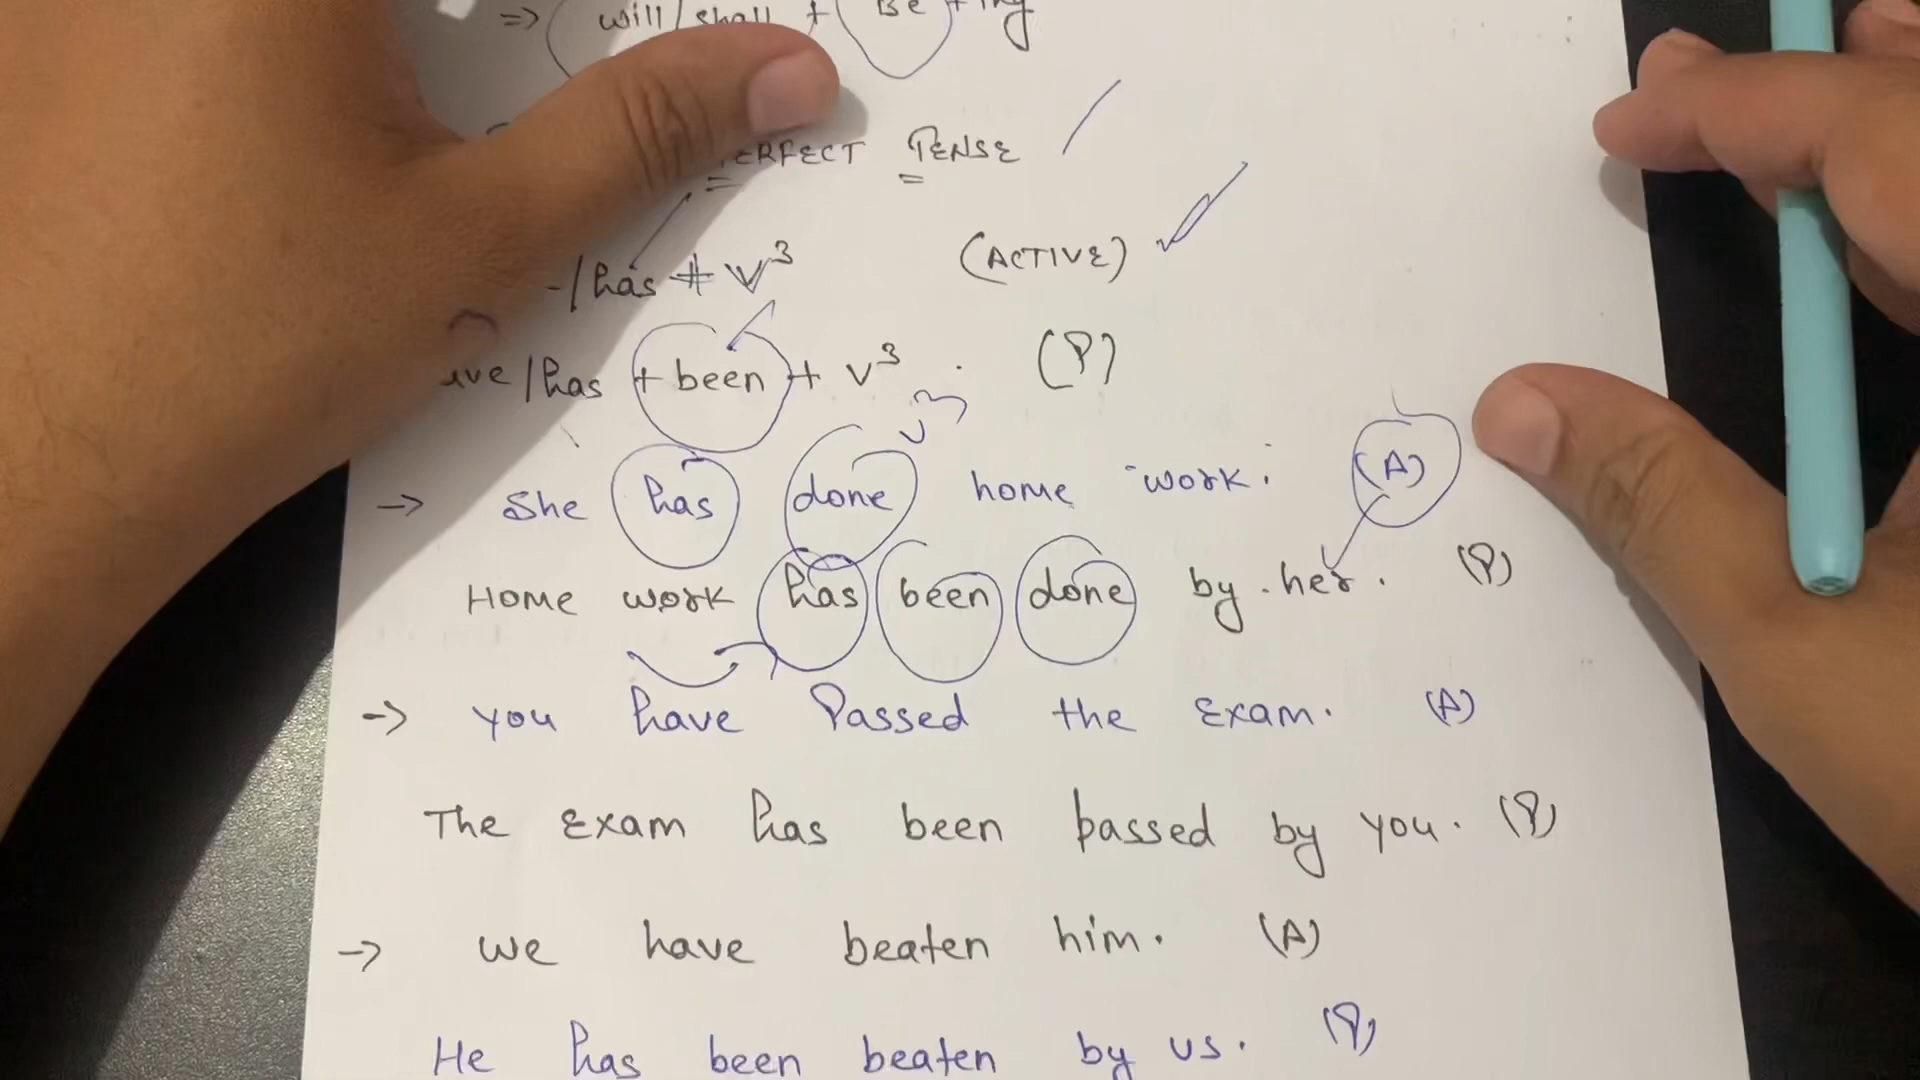 => will/shall + Be + ing
PERFECT TENSE
/has + V³ (ACTIVE)
/has + been + v³. (P)
V³
-> She has done home work. (A)
Home work has been done by her. (P)
-> you have Passed the Exam. (A)
The Exam has been passed by you. (P)
-> we have beaten him. (A)
He has been beaten by us. (P)